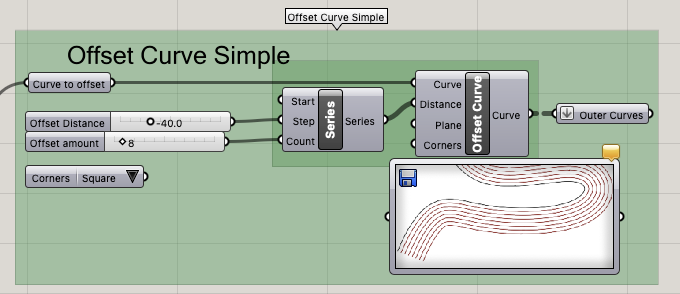 Offset Curve Simple
Offset Curve Simple
Curve to offset
Offset Distance -40.0
Offset amount 8
Corners Square
Start
Step
Count
Series
Series
Curve
Distance
Plane
Corners
Offset Curve
Curve
Outer Curves